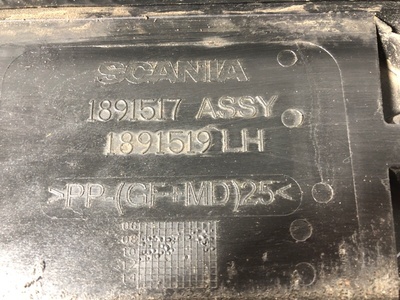 SCANIA
1891517 ASSY
1891519 LH
>PP-(GF+MD)25<